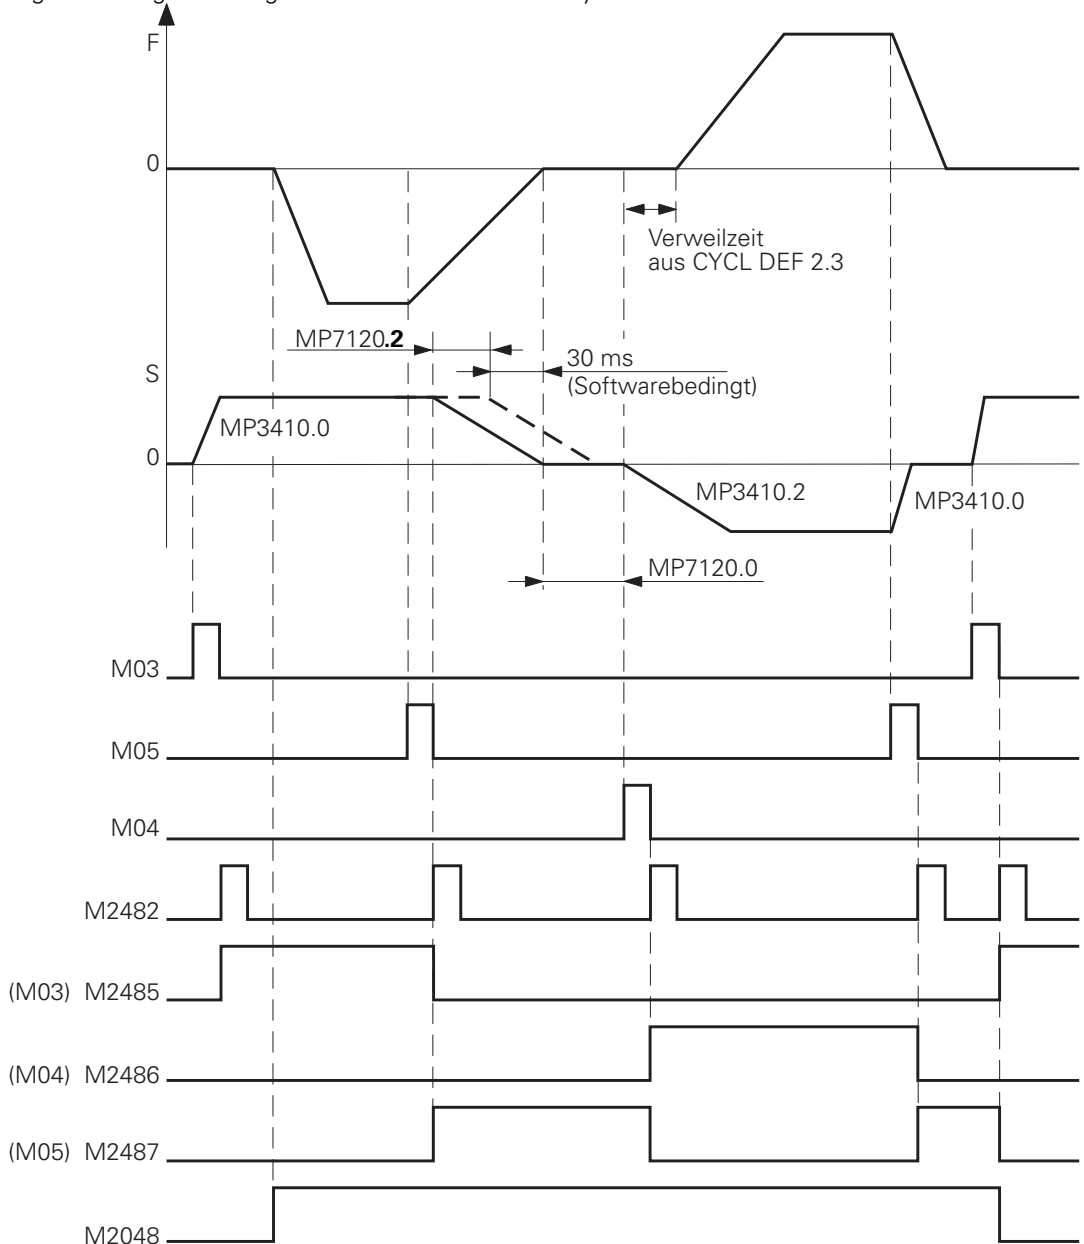 F
0
Verweilzeit
aus CYCL DEF 2.3
MP7120.2
30 ms
(Softwarebedingt)
S
MP3410.0
0
MP3410.2
MP3410.0
MP7120.0
M03
M05
M04
M2482
(M03) M2485
(M04) M2486
(M05) M2487
M2048